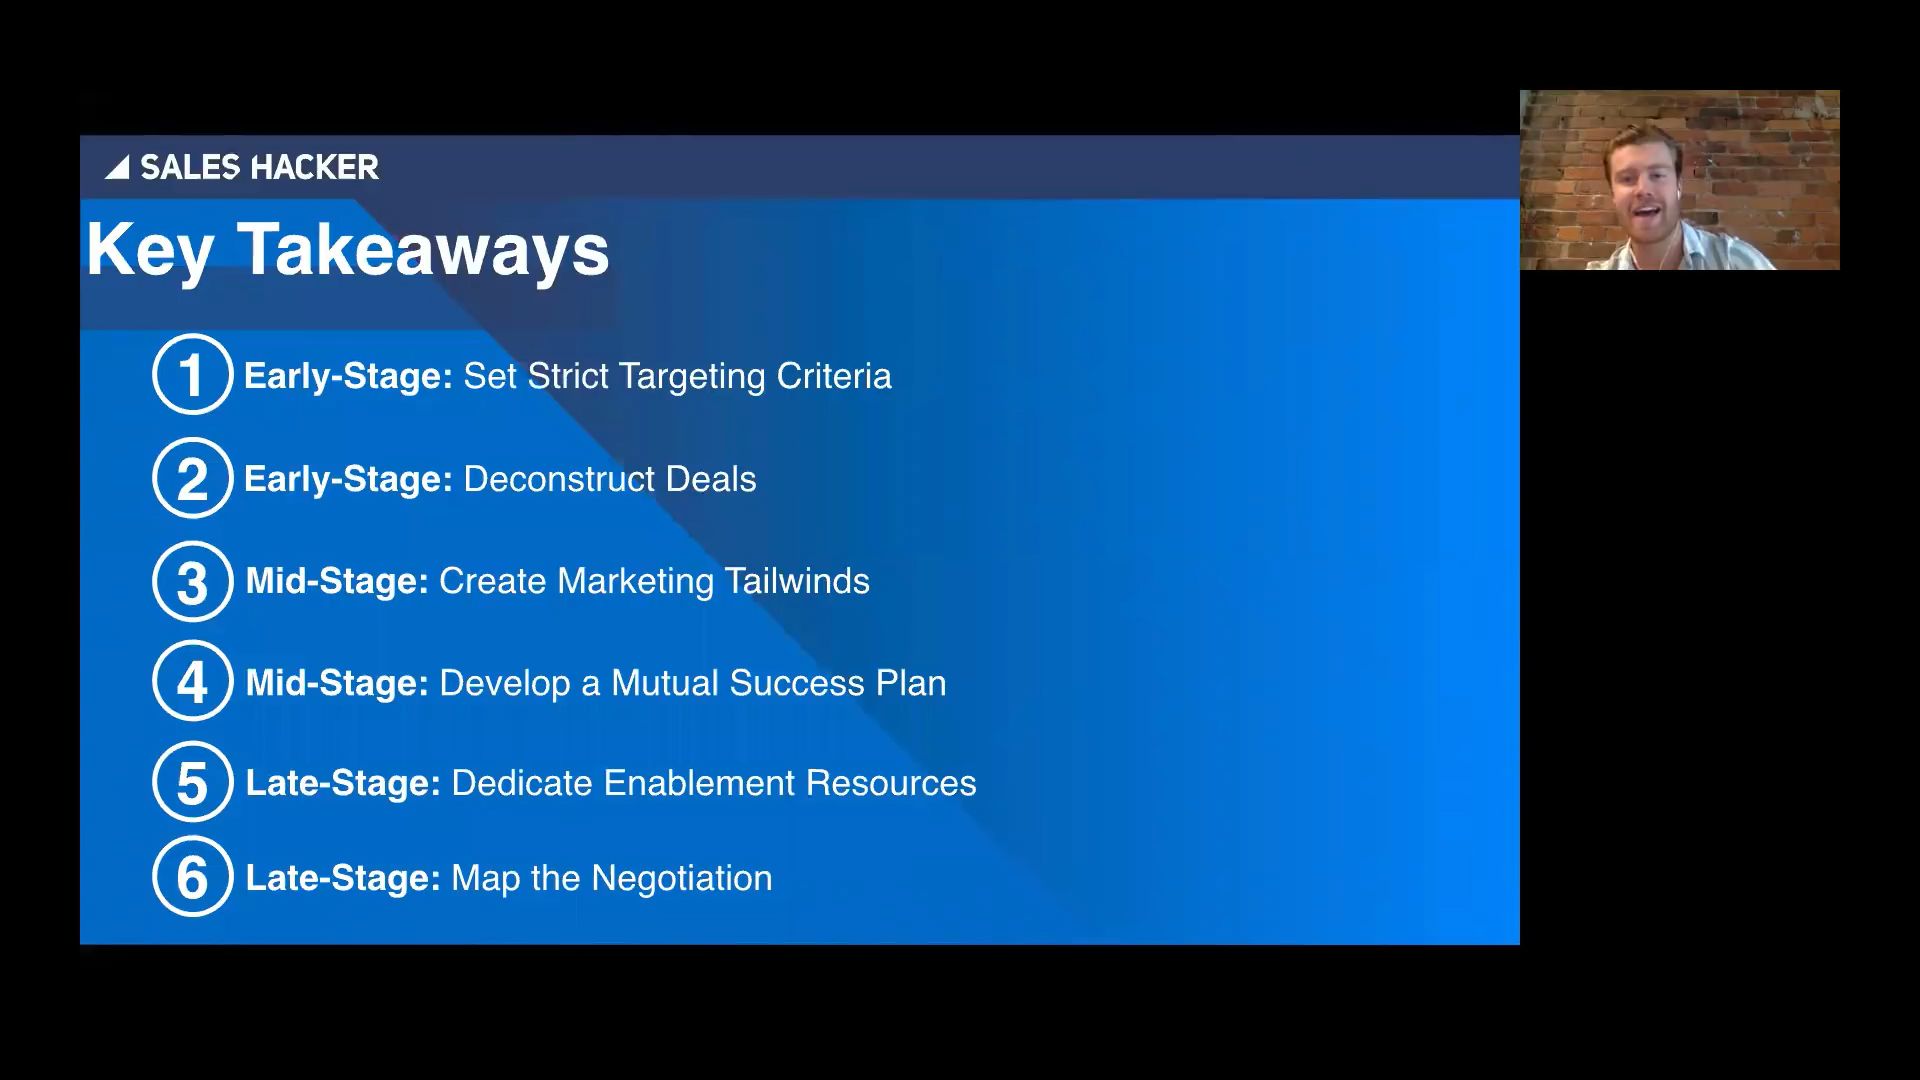 SALES HACKER
Key Takeaways
1 Early-Stage: Set Strict Targeting Criteria
2 Early-Stage: Deconstruct Deals
3 Mid-Stage: Create Marketing Tailwinds
4 Mid-Stage: Develop a Mutual Success Plan
5 Late-Stage: Dedicate Enablement Resources
6 Late-Stage: Map the Negotiation